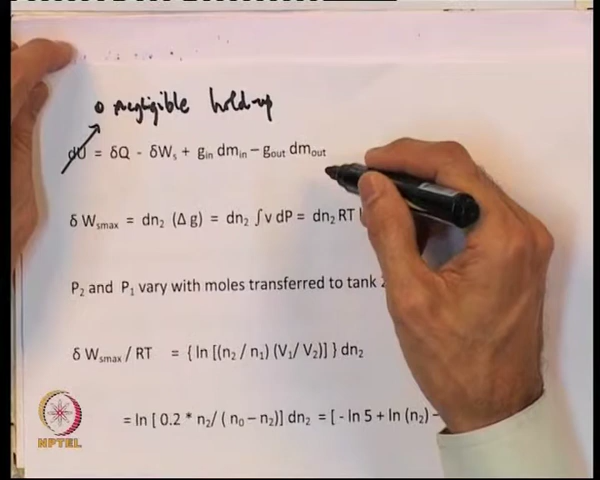 0 negligible hold-up
dU = δQ - δWs + gin dmin – gout dmout
δ Wsmax = dn2 (Δ g) = dn2 ∫v dP = dn2 RT
P2 and P1 vary with moles transferred to tank
δ Wsmax / RT = { ln [(n2 / n1) (V1/ V2)] } dn2
= ln [ 0.2 * n2/ ( n0 – n2)] dn2 = [ - ln 5 + ln (n2) –
NPTEL